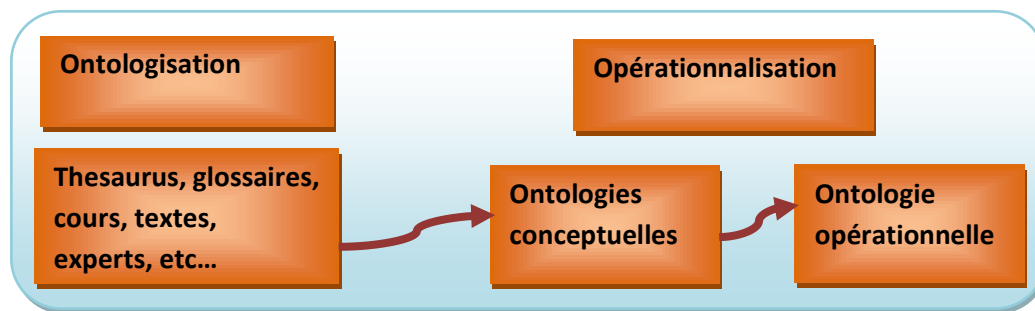 Ontologisation
Opérationnalisation
Thesaurus, glossaires,
cours, textes,
experts, etc…
Ontologies
conceptuelles
Ontologie
opérationnelle